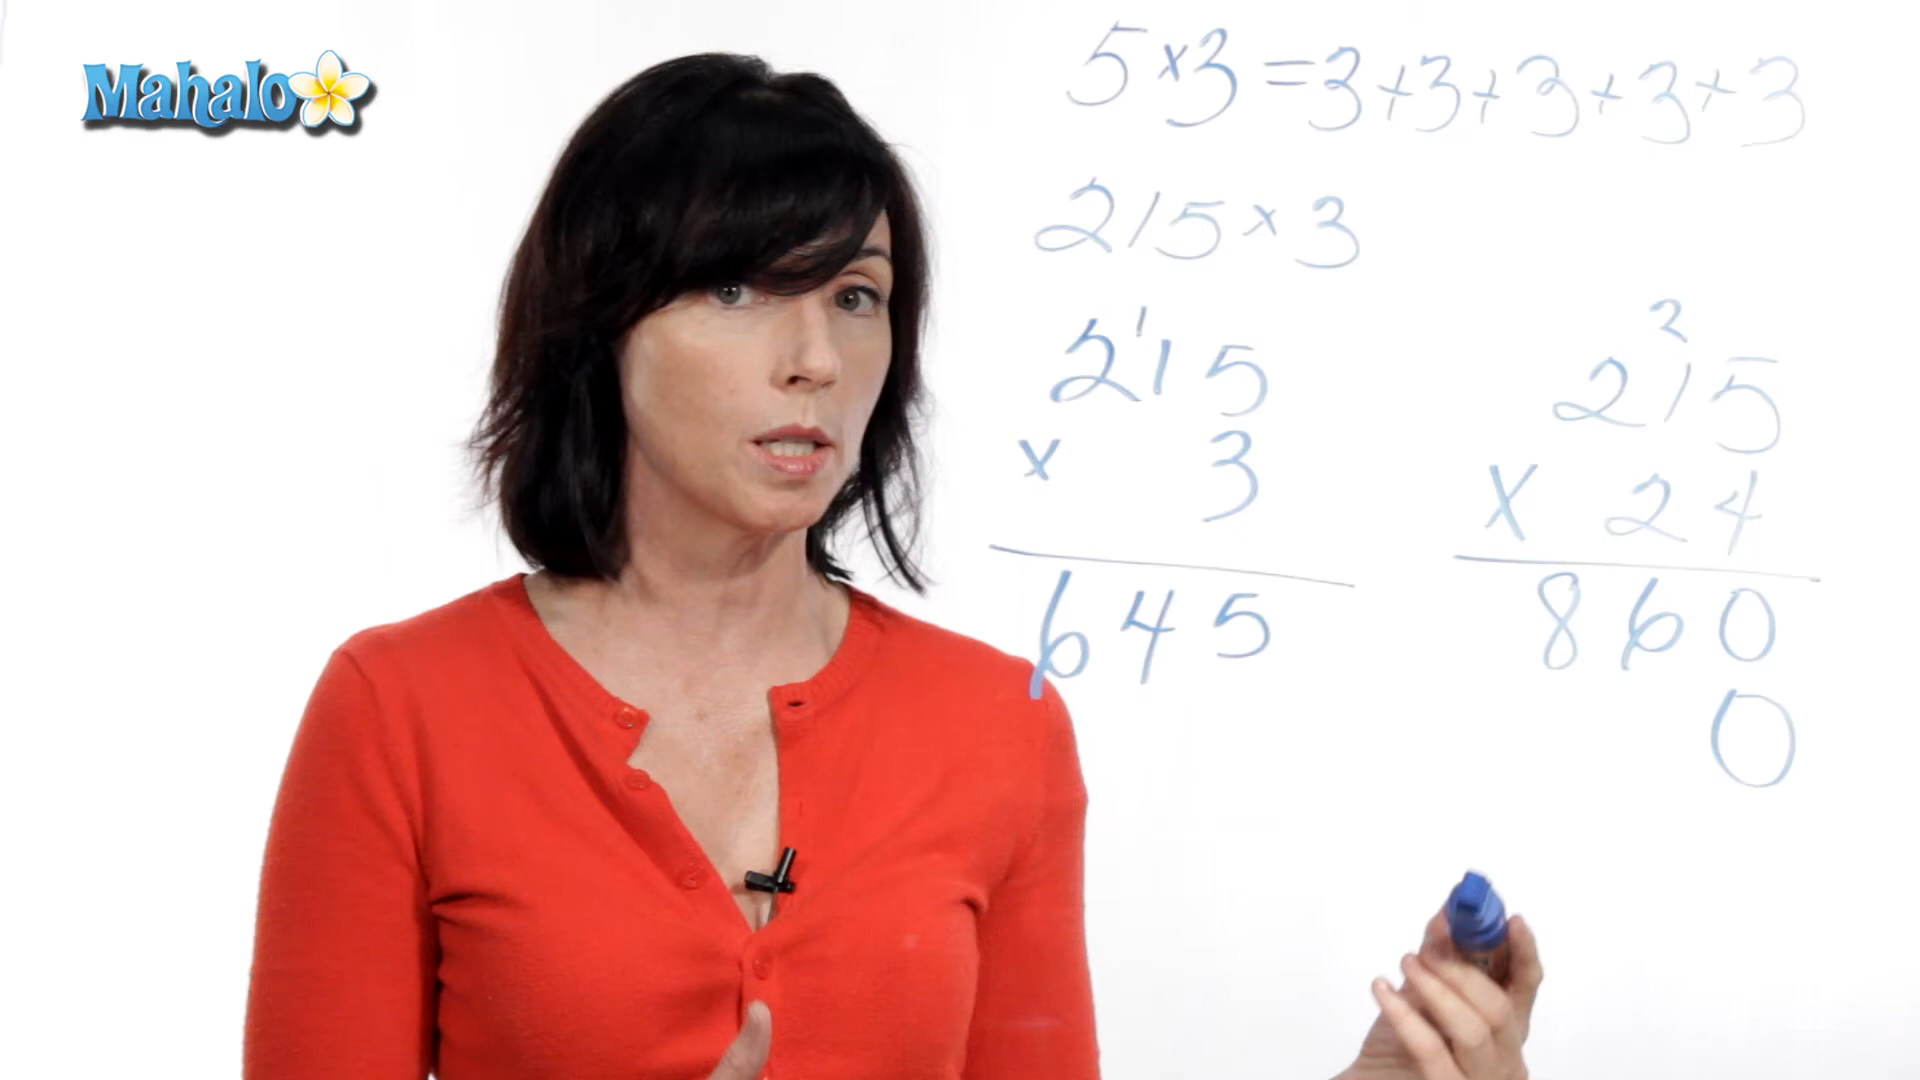 Mahalo
5 × 3 = 3 + 3 + 3 + 3 + 3
215 × 3
1
215
× 3
645
2
215
X 24
860
0